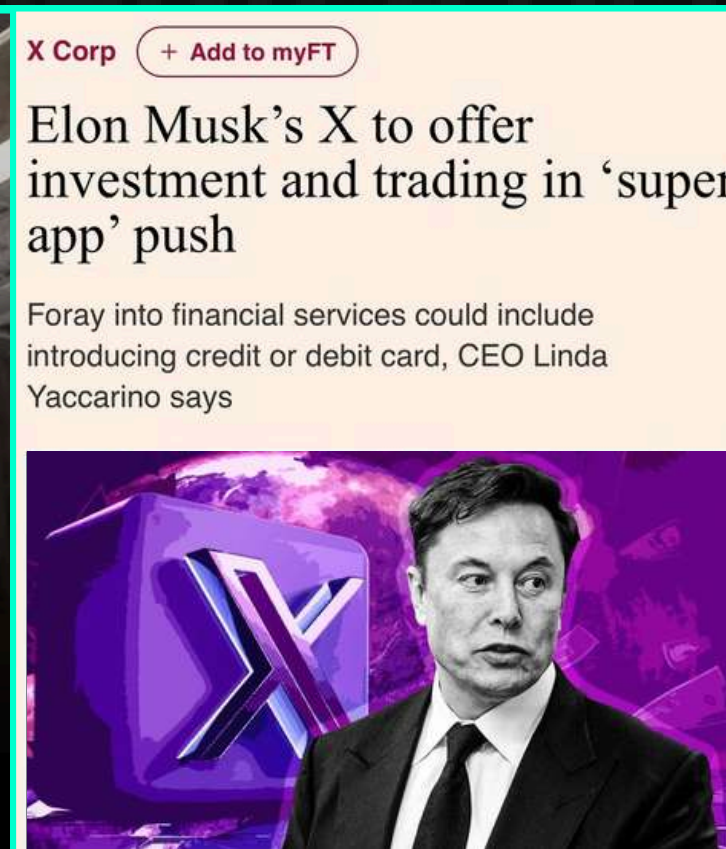 X Corp + Add to myFT
Elon Musk’s X to offer
investment and trading in ‘super
app’ push
Foray into financial services could include
introducing credit or debit card, CEO Linda
Yaccarino says
X